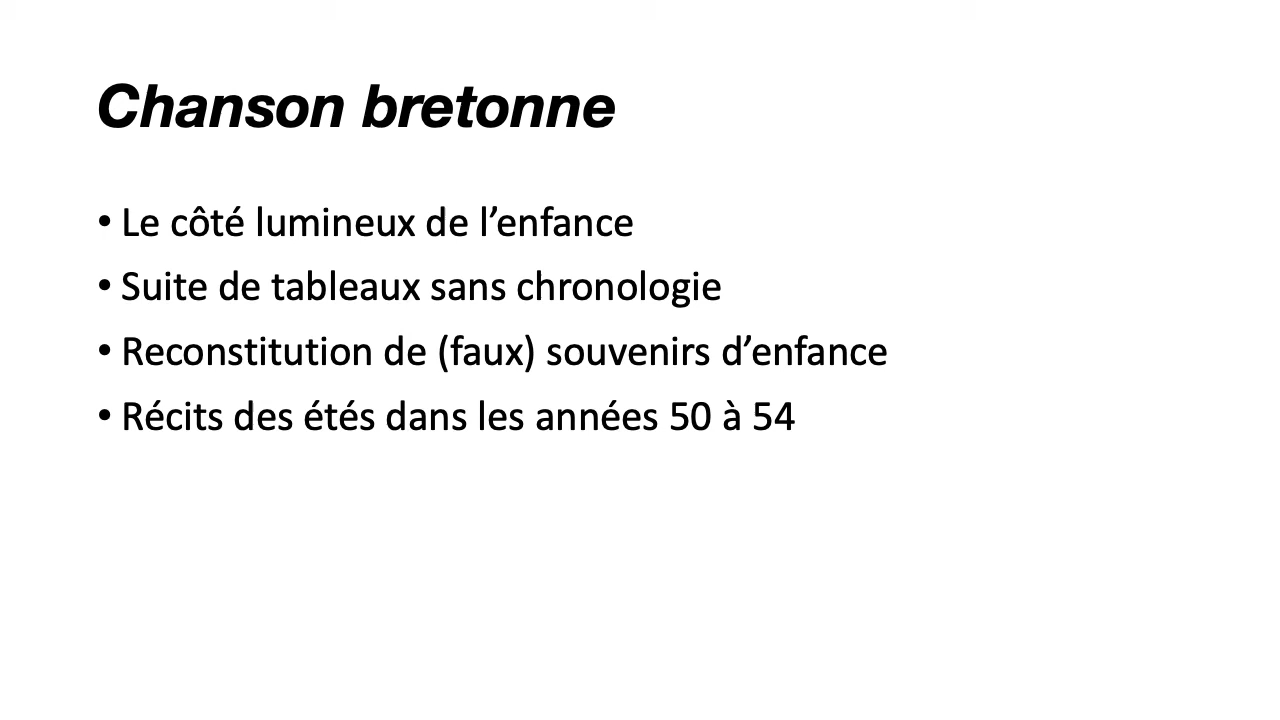 Chanson bretonne
• Le côté lumineux de l’enfance
• Suite de tableaux sans chronologie
• Reconstitution de (faux) souvenirs d’enfance
• Récits des étés dans les années 50 à 54